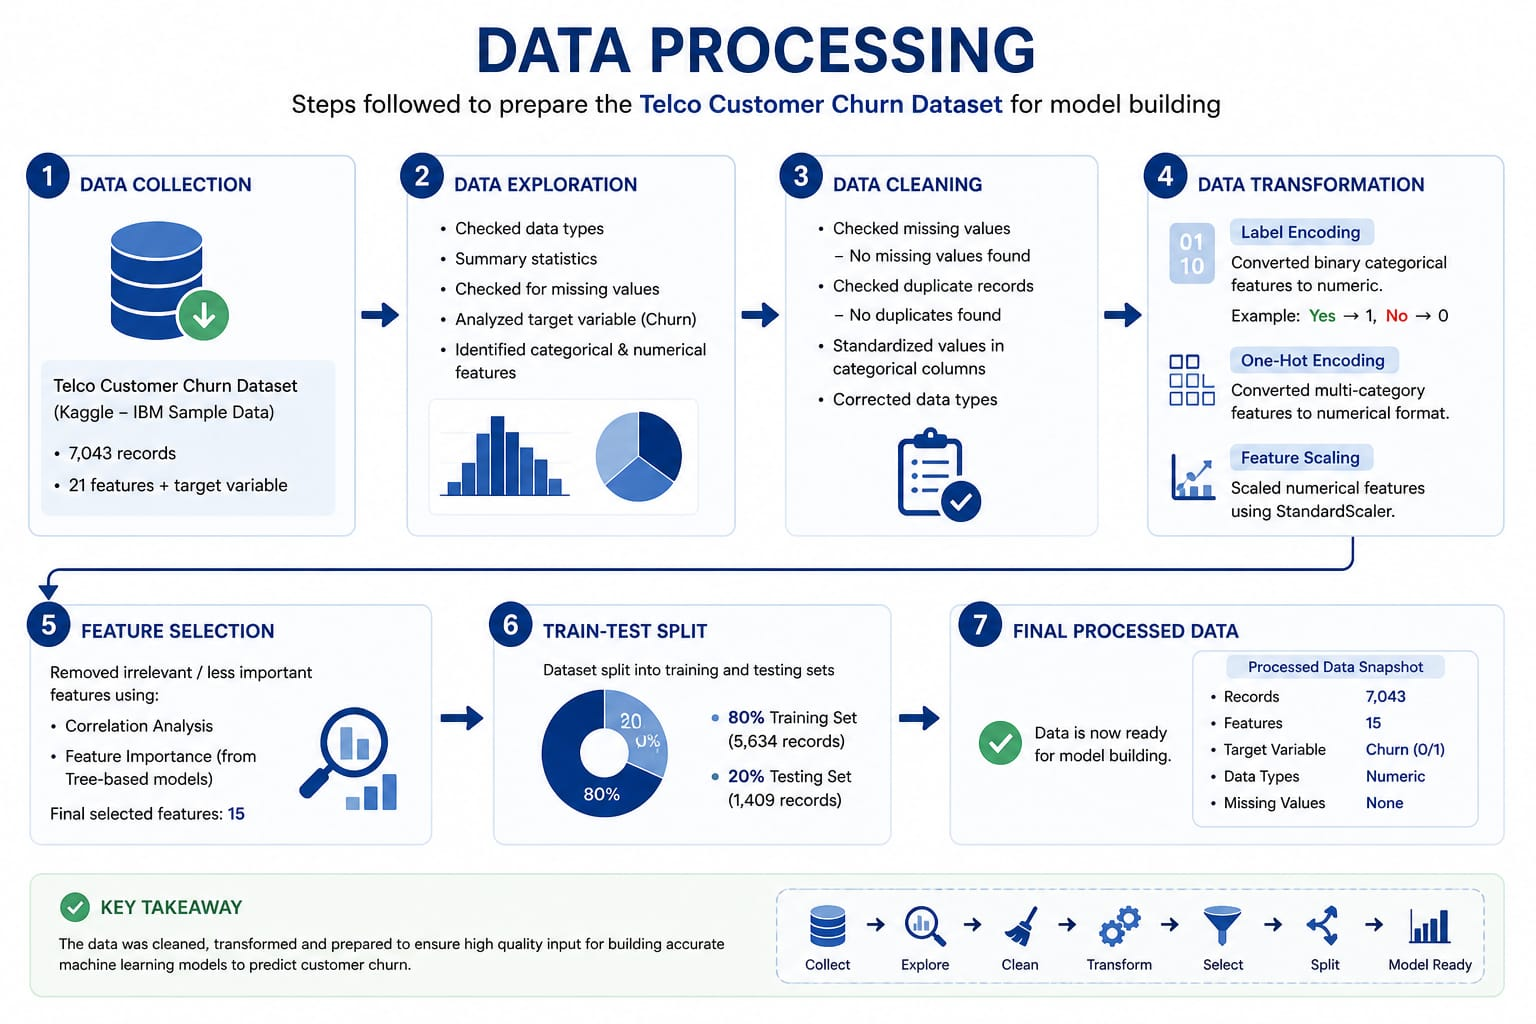 DATA PROCESSING
Steps followed to prepare the Telco Customer Churn Dataset for model building
1
DATA COLLECTION
Telco Customer Churn Dataset
(Kaggle – IBM Sample Data)
• 7,043 records
• 21 features + target variable
2
DATA EXPLORATION
• Checked data types
• Summary statistics
• Checked for missing values
• Analyzed target variable (Churn)
• Identified categorical & numerical
features
3
DATA CLEANING
• Checked missing values
– No missing values found
• Checked duplicate records
– No duplicates found
• Standardized values in
categorical columns
• Corrected data types
4
DATA TRANSFORMATION
01
10
Label Encoding
Converted binary categorical
features to numeric.
Example: Yes → 1, No → 0
One-Hot Encoding
Converted multi-category
features to numerical format.
Feature Scaling
Scaled numerical features
using StandardScaler.
5
FEATURE SELECTION
Removed irrelevant / less important
features using:
• Correlation Analysis
• Feature Importance (from
Tree-based models)
Final selected features: 15
6
TRAIN-TEST SPLIT
Dataset split into training and testing sets
20
0%
80%
• 80% Training Set
(5,634 records)
• 20% Testing Set
(1,409 records)
7
FINAL PROCESSED DATA
Data is now ready
for model building.
Processed Data Snapshot
• Records 7,043
• Features 15
• Target Variable Churn (0/1)
• Data Types Numeric
• Missing Values None
KEY TAKEAWAY
The data was cleaned, transformed and prepared to ensure high quality input for building accurate
machine learning models to predict customer churn.
Collect
Explore
Clean
Transform
Select
Split
Model Ready